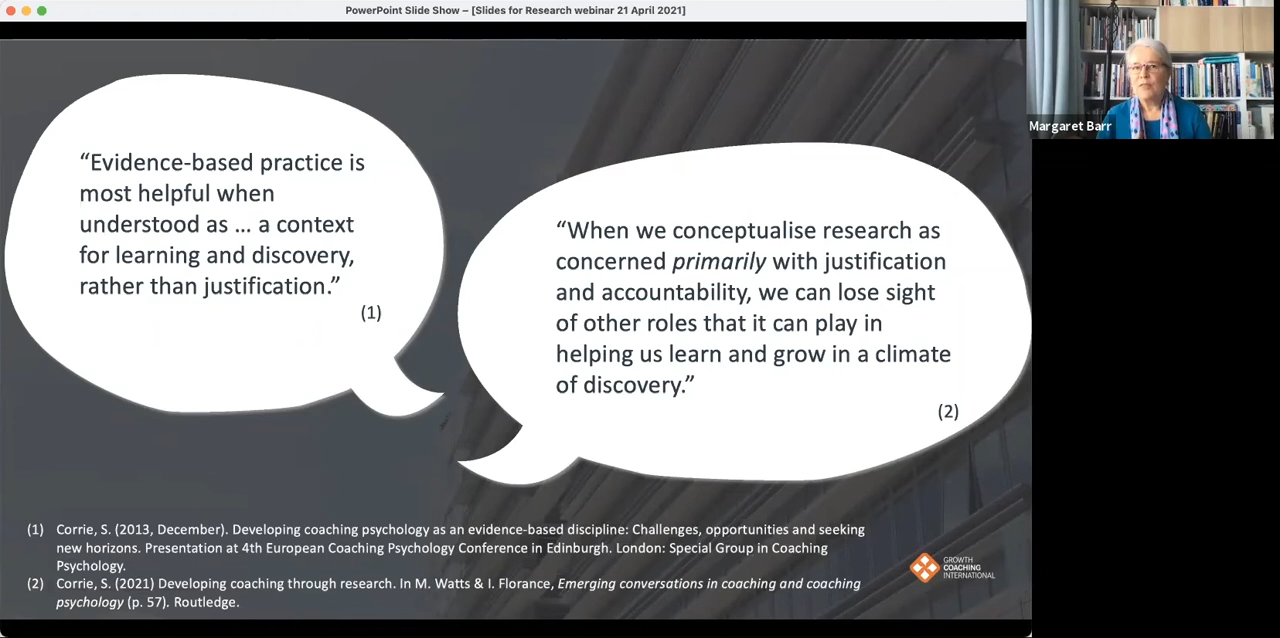 PowerPoint Slide Show – [Slides for Research webinar 21 April 2021]
Margaret Barr
“Evidence-based practice is
most helpful when
understood as … a context
for learning and discovery,
rather than justification.”
(1)
“When we conceptualise research as
concerned primarily with justification
and accountability, we can lose sight
of other roles that it can play in
helping us learn and grow in a climate
of discovery.”
(2)
(1) Corrie, S. (2013, December). Developing coaching psychology as an evidence-based discipline: Challenges, opportunities and seeking
new horizons. Presentation at 4th European Coaching Psychology Conference in Edinburgh. London: Special Group in Coaching
Psychology.
(2) Corrie, S. (2021) Developing coaching through research. In M. Watts & I. Florance, Emerging conversations in coaching and coaching
psychology (p. 57). Routledge.
GROWTH
COACHING
INTERNATIONAL